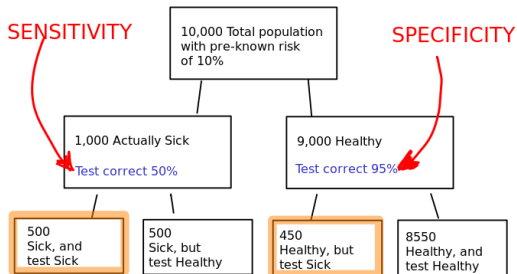 SENSITIVITY
10,000 Total population
with pre-known risk
of 10%
SPECIFICITY
1,000 Actually Sick
Test correct 50%
9,000 Healthy
Test correct 95%
500
Sick, and
test Sick
500
Sick, but
test Healthy
450
Healthy, but
test Sick
8550
Healthy, and
test Healthy